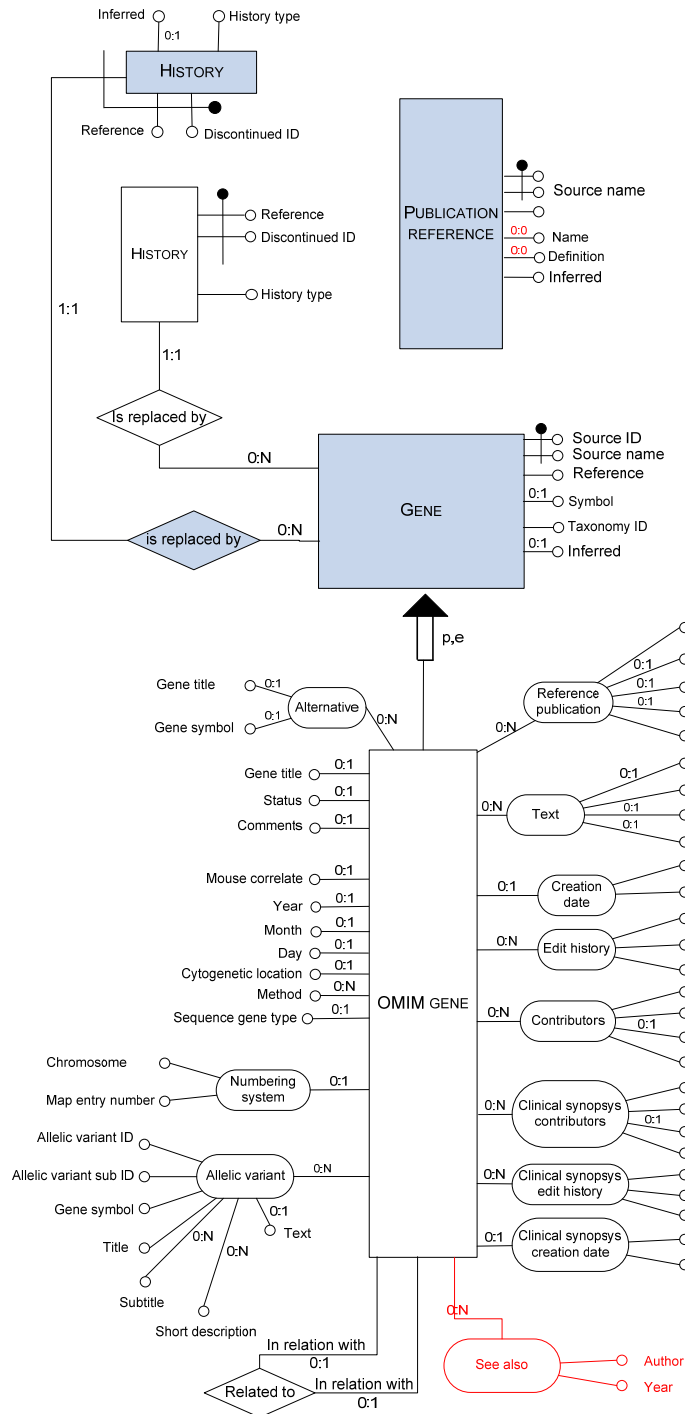 Inferred
History type
0:1
HISTORY
Reference
Discontinued ID
PUBLICATION
REFERENCE
Source name
0:0
Name
0:0
Definition
Inferred
HISTORY
Reference
Discontinued ID
History type
1:1
1:1
Is replaced by
0:N
GENE
Source ID
Source name
Reference
0:1
Symbol
Taxonomy ID
0:1
Inferred
is replaced by
0:N
p,e
Gene title
0:1
Alternative
Gene symbol
0:1
0:N
Reference
publication
0:1
0:1
0:1
0:N
Gene title
0:1
Status
0:1
Comments
0:1
0:N
Text
0:1
0:1
0:1
Mouse correlate
0:1
Year
0:1
Month
0:1
Day
0:1
Cytogenetic location
0:1
Method
0:N
Sequence gene type
0:1
OMIM GENE
0:1
Creation
date
0:N
Edit history
0:N
Contributors
0:1
Chromosome
Map entry number
Numbering
system
0:1
0:N
Clinical synopsys
contributors
0:1
Allelic variant ID
Allelic variant sub ID
Gene symbol
Title
Subtitle
Short description
Allelic variant
0:N
0:1
Text
0:N
0:N
0:N
Clinical synopsys
edit history
0:1
Clinical synopsys
creation date
In relation with
0:1
Related to
In relation with
0:1
0:N
See also
Author
Year